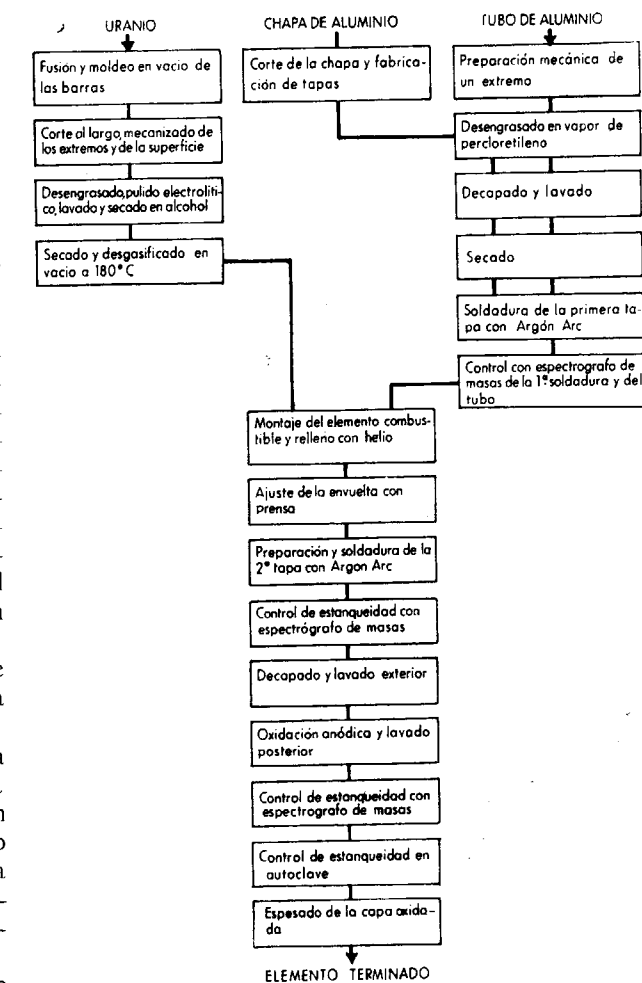 URANIO
Fusión y moldeo en vacio de
las barras
Corte al largo, mecanizado de
los extremos y de la superficie
Desengrasado, pulido electroliti-
co, lavado y secado en alcohol
Secado y desgasificado en
vacio a 180° C
CHAPA DE ALUMINIO
Corte de la chapa y fabrica-
ción de tapas
TUBO DE ALUMINIO
Preparación mecánica de
un extremo
Desengrasado en vapor de
percloretileno
Decapado y lavado
Secado
Soldadura de la primera ta-
pa con Argón Arc
Control con espectrografo de
masas de la 1ª soldadura y del
tubo
Montaje del elemento combus-
tible y relleno con helio
Ajuste de la envuelta con
prensa
Preparación y soldadura de la
2ª tapa con Argon Arc
Control de estanqueidad con
espectrógrafo de masas
Decapado y lavado exterior
Oxidación anódica y lavado
posterior
Control de estanqueidad con
espectrografo de masas
Control de estanqueidad en
autoclave
Espesado de la capa oxida-
da
ELEMENTO TERMINADO